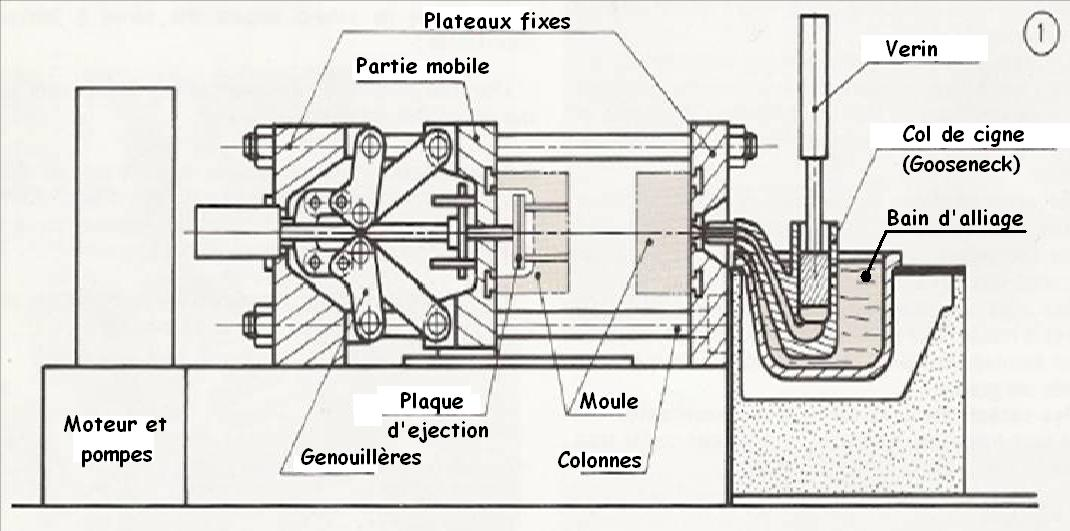 Plateaux fixes
1
Verin
Partie mobile
Col de cigne
(Gooseneck)
Bain d'alliage
Plaque
d'ejection
Moule
Moteur et
pompes
Genouillères
Colonnes